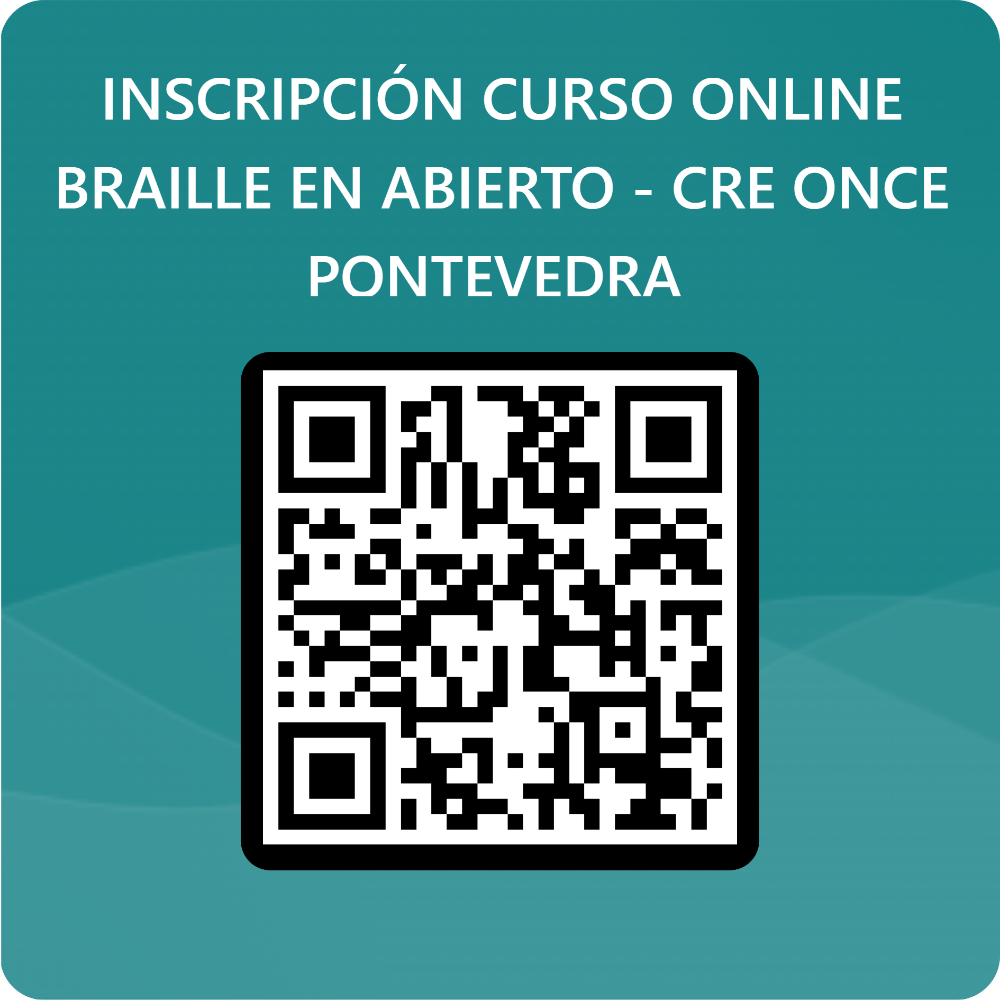 INSCRIPCIÓN CURSO ONLINE
BRAILLE EN ABIERTO - CRE ONCE
PONTEVEDRA